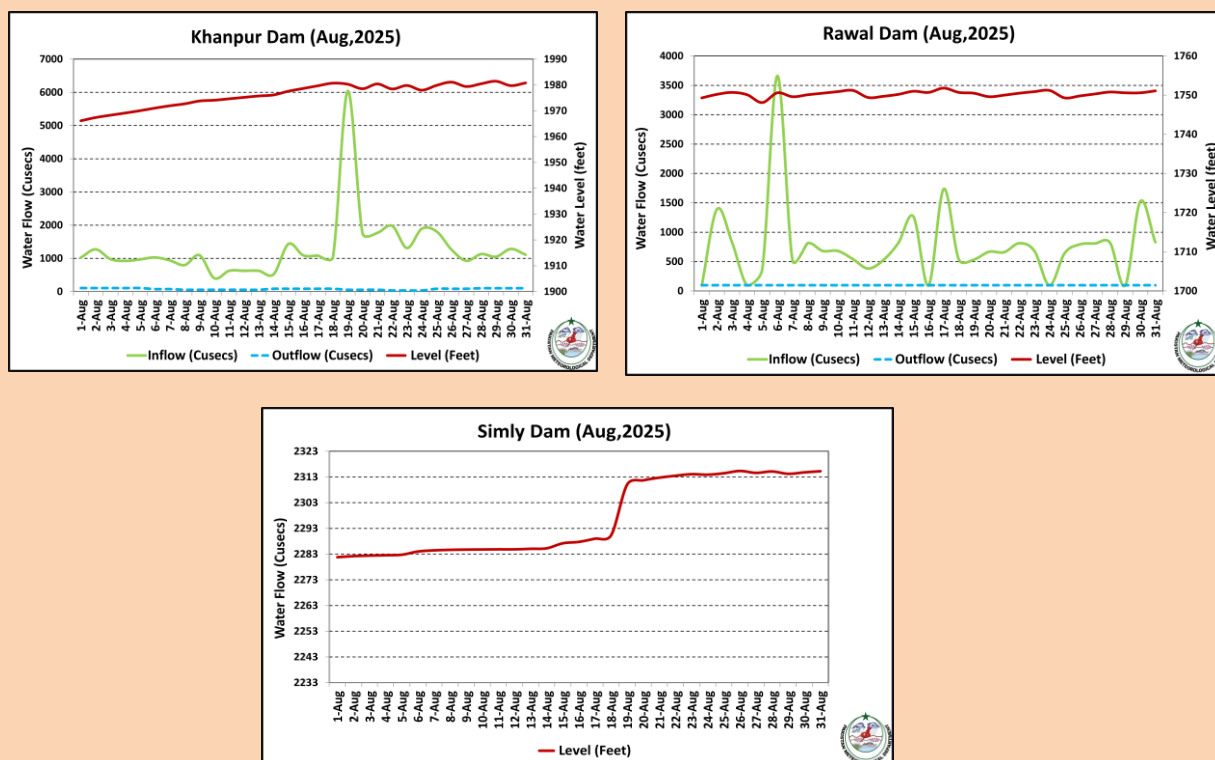 Khanpur Dam (Aug,2025)
Water Flow (Cusecs)
7000
6000
5000
4000
3000
2000
1000
0
1990
1980
1970
1960
1950
1940
1930
1920
1910
1900
Water Level (feet)
1-Aug
2-Aug
3-Aug
4-Aug
5-Aug
6-Aug
7-Aug
8-Aug
9-Aug
10-Aug
11-Aug
12-Aug
13-Aug
14-Aug
15-Aug
16-Aug
17-Aug
18-Aug
19-Aug
20-Aug
21-Aug
22-Aug
23-Aug
24-Aug
25-Aug
26-Aug
27-Aug
28-Aug
29-Aug
30-Aug
31-Aug
Inflow (Cusecs) Outflow (Cusecs) Level (Feet)
Rawal Dam (Aug,2025)
Water Flow (Cusecs)
4000
3500
3000
2500
2000
1500
1000
500
0
1760
1750
1740
1730
1720
1710
1700
Water Level (feet)
1-Aug
2-Aug
3-Aug
4-Aug
5-Aug
6-Aug
7-Aug
8-Aug
9-Aug
10-Aug
11-Aug
12-Aug
13-Aug
14-Aug
15-Aug
16-Aug
17-Aug
18-Aug
19-Aug
20-Aug
21-Aug
22-Aug
23-Aug
24-Aug
25-Aug
26-Aug
27-Aug
28-Aug
29-Aug
30-Aug
31-Aug
Inflow (Cusecs) Outflow (Cusecs) Level (Feet)
Simly Dam (Aug,2025)
Water Flow (Cusecs)
2323
2313
2303
2293
2283
2273
2263
2253
2243
2233
1-Aug
2-Aug
3-Aug
4-Aug
5-Aug
6-Aug
7-Aug
8-Aug
9-Aug
10-Aug
11-Aug
12-Aug
13-Aug
14-Aug
15-Aug
16-Aug
17-Aug
18-Aug
19-Aug
20-Aug
21-Aug
22-Aug
23-Aug
24-Aug
25-Aug
26-Aug
27-Aug
28-Aug
29-Aug
30-Aug
31-Aug
Level (Feet)